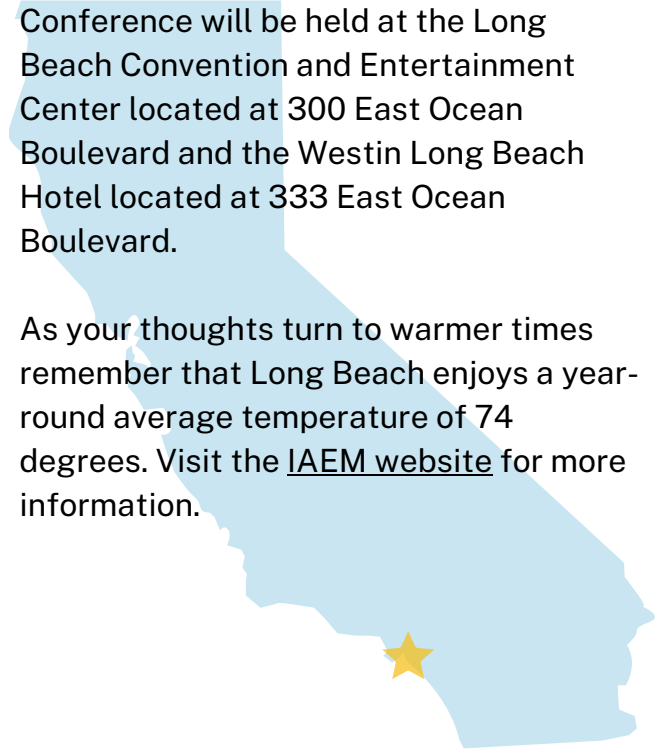 Conference will be held at the Long
Beach Convention and Entertainment
Center located at 300 East Ocean
Boulevard and the Westin Long Beach
Hotel located at 333 East Ocean
Boulevard.
As your thoughts turn to warmer times
remember that Long Beach enjoys a year-
round average temperature of 74
degrees. Visit the IAEM website for more
information.